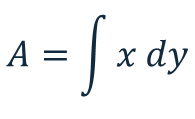 A = ∫ x dy